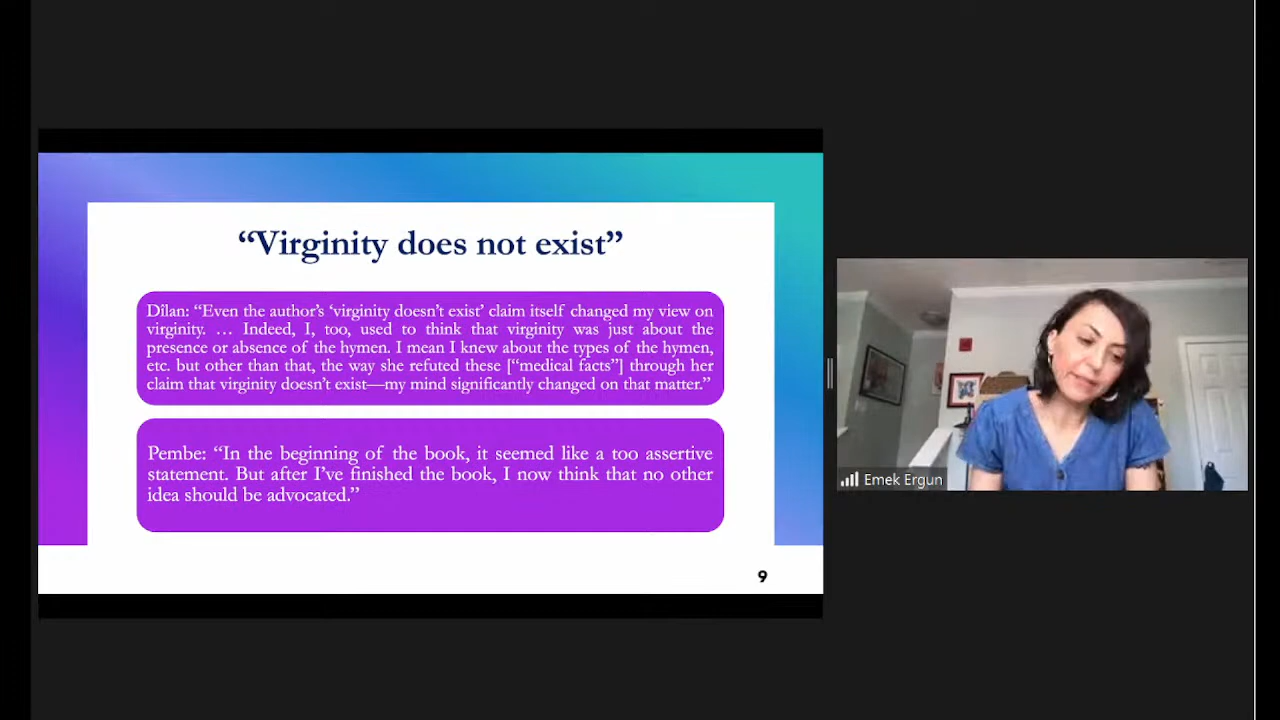 “Virginity does not exist”
Dîlan: “Even the author’s ‘virginity doesn’t exist’ claim itself changed my view on
virginity. … Indeed, I, too, used to think that virginity was just about the
presence or absence of the hymen. I mean I knew about the types of the hymen,
etc. but other than that, the way she refuted these [“medical facts”] through her
claim that virginity doesn’t exist—my mind significantly changed on that matter.”
Pembe: “In the beginning of the book, it seemed like a too assertive
statement. But after I’ve finished the book, I now think that no other
idea should be advocated.”
9
Emek Ergun